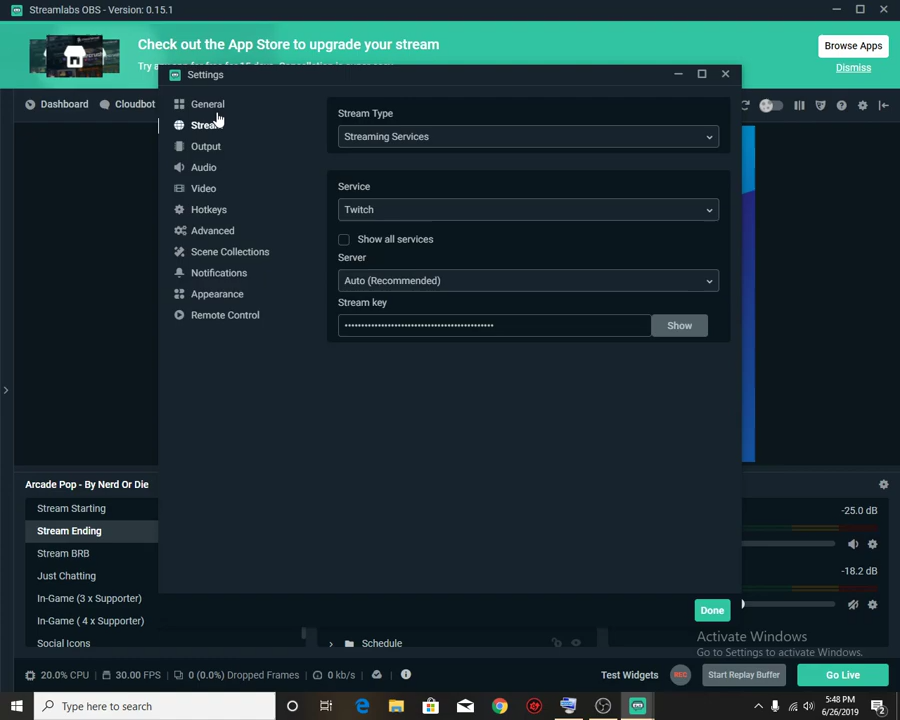 Streamlabs OBS - Version: 0.15.1
Check out the App Store to upgrade your stream
Browse Apps
Dismiss
Settings
Dashboard
Cloudbot
General
Stream
Output
Audio
Video
Hotkeys
Advanced
Scene Collections
Notifications
Appearance
Remote Control
Stream Type
Streaming Services
Service
Twitch
Show all services
Server
Auto (Recommended)
Stream key
••••••••••••••••••••••••••••••••••••••••••••
Show
Done
Arcade Pop - By Nerd Or Die
Stream Starting
Stream Ending
Stream BRB
Just Chatting
In-Game (3 x Supporter)
In-Game ( 4 x Supporter)
Social Icons
Schedule
-25.0 dB
-18.2 dB
Activate Windows
Go to Settings to activate Windows.
20.0% CPU | 30.00 FPS | 0 (0.0%) Dropped Frames | 0 kb/s
Test Widgets
REC
Start Replay Buffer
Go Live
Type here to search
5:48 PM
6/26/2019
2